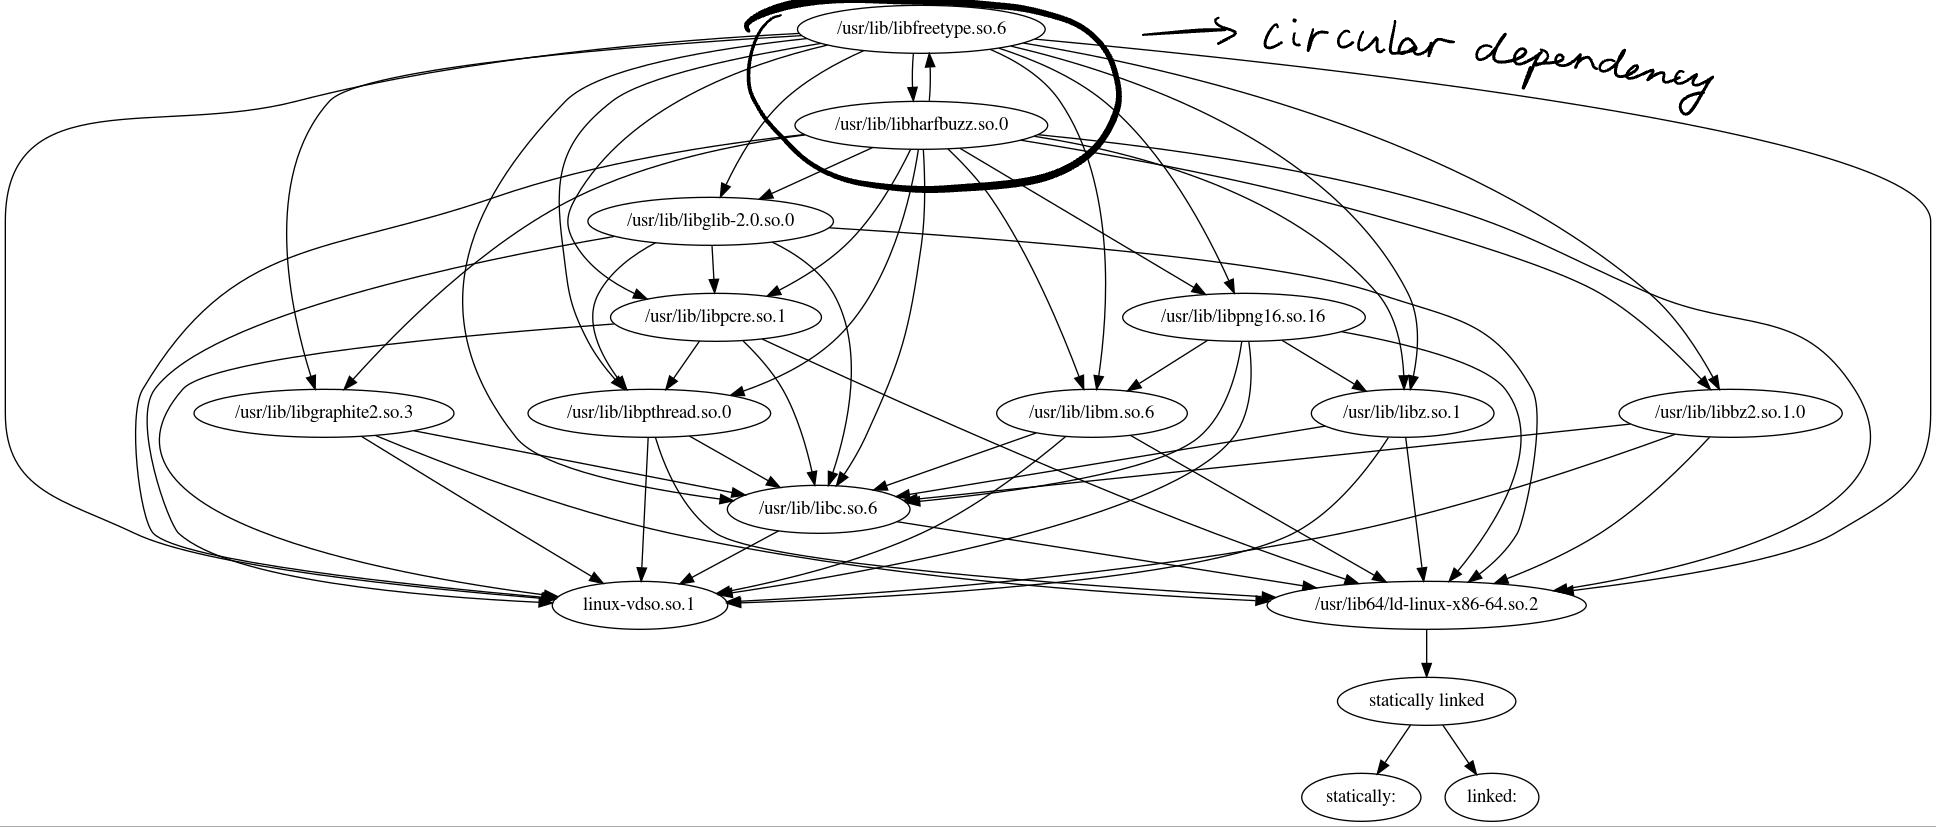 /usr/lib/libfreetype.so.6
circular dependency
/usr/lib/libharfbuzz.so.0
/usr/lib/libglib-2.0.so.0
/usr/lib/libpcre.so.1
/usr/lib/libpng16.so.16
/usr/lib/libgraphite2.so.3
/usr/lib/libpthread.so.0
/usr/lib/libm.so.6
/usr/lib/libz.so.1
/usr/lib/libbz2.so.1.0
/usr/lib/libc.so.6
linux-vdso.so.1
/usr/lib64/ld-linux-x86-64.so.2
statically linked
statically:
linked: